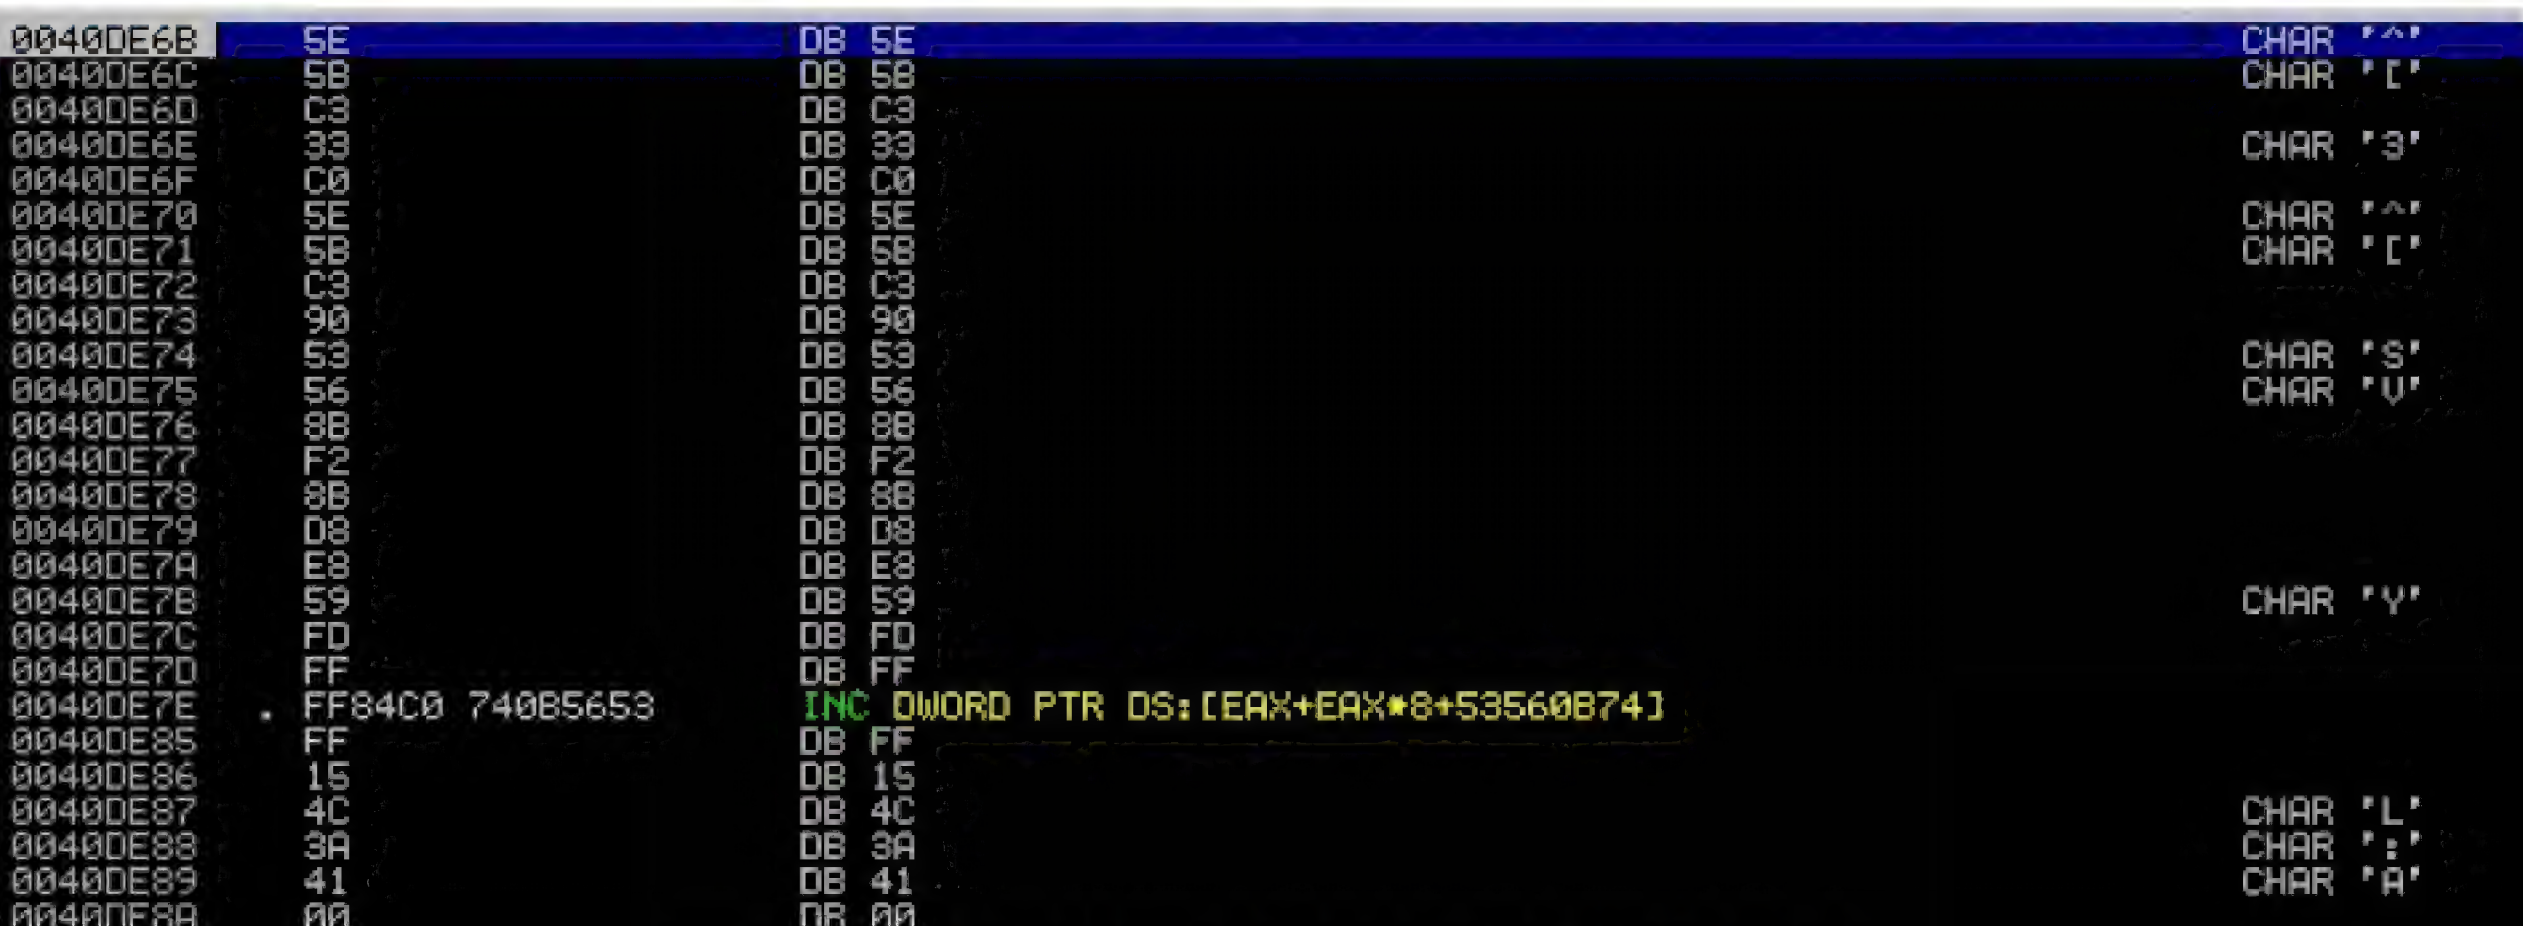 0040DE6B 5E DB 5E CHAR '^'
0040DE6C 5B DB 5B CHAR '['
0040DE6D C3 DB C3
0040DE6E 33 DB 33 CHAR '3'
0040DE6F C0 DB C0
0040DE70 5E DB 5E CHAR '^'
0040DE71 5B DB 5B CHAR '['
0040DE72 C3 DB C3
0040DE73 90 DB 90
0040DE74 53 DB 53 CHAR 'S'
0040DE75 56 DB 56 CHAR 'V'
0040DE76 8B DB 8B
0040DE77 F2 DB F2
0040DE78 8B DB 8B
0040DE79 D8 DB D8
0040DE7A E8 DB E8
0040DE7B 59 DB 59 CHAR 'Y'
0040DE7C FD DB FD
0040DE7D FF DB FF
0040DE7E . FF84C0 740B5653 INC DWORD PTR DS:[EAX+EAX*8+53560B74]
0040DE85 FF DB FF
0040DE86 15 DB 15
0040DE87 4C DB 4C CHAR 'L'
0040DE88 3A DB 3A CHAR ':'
0040DE89 41 DB 41 CHAR 'A'
0040DE8A 00 DB 00